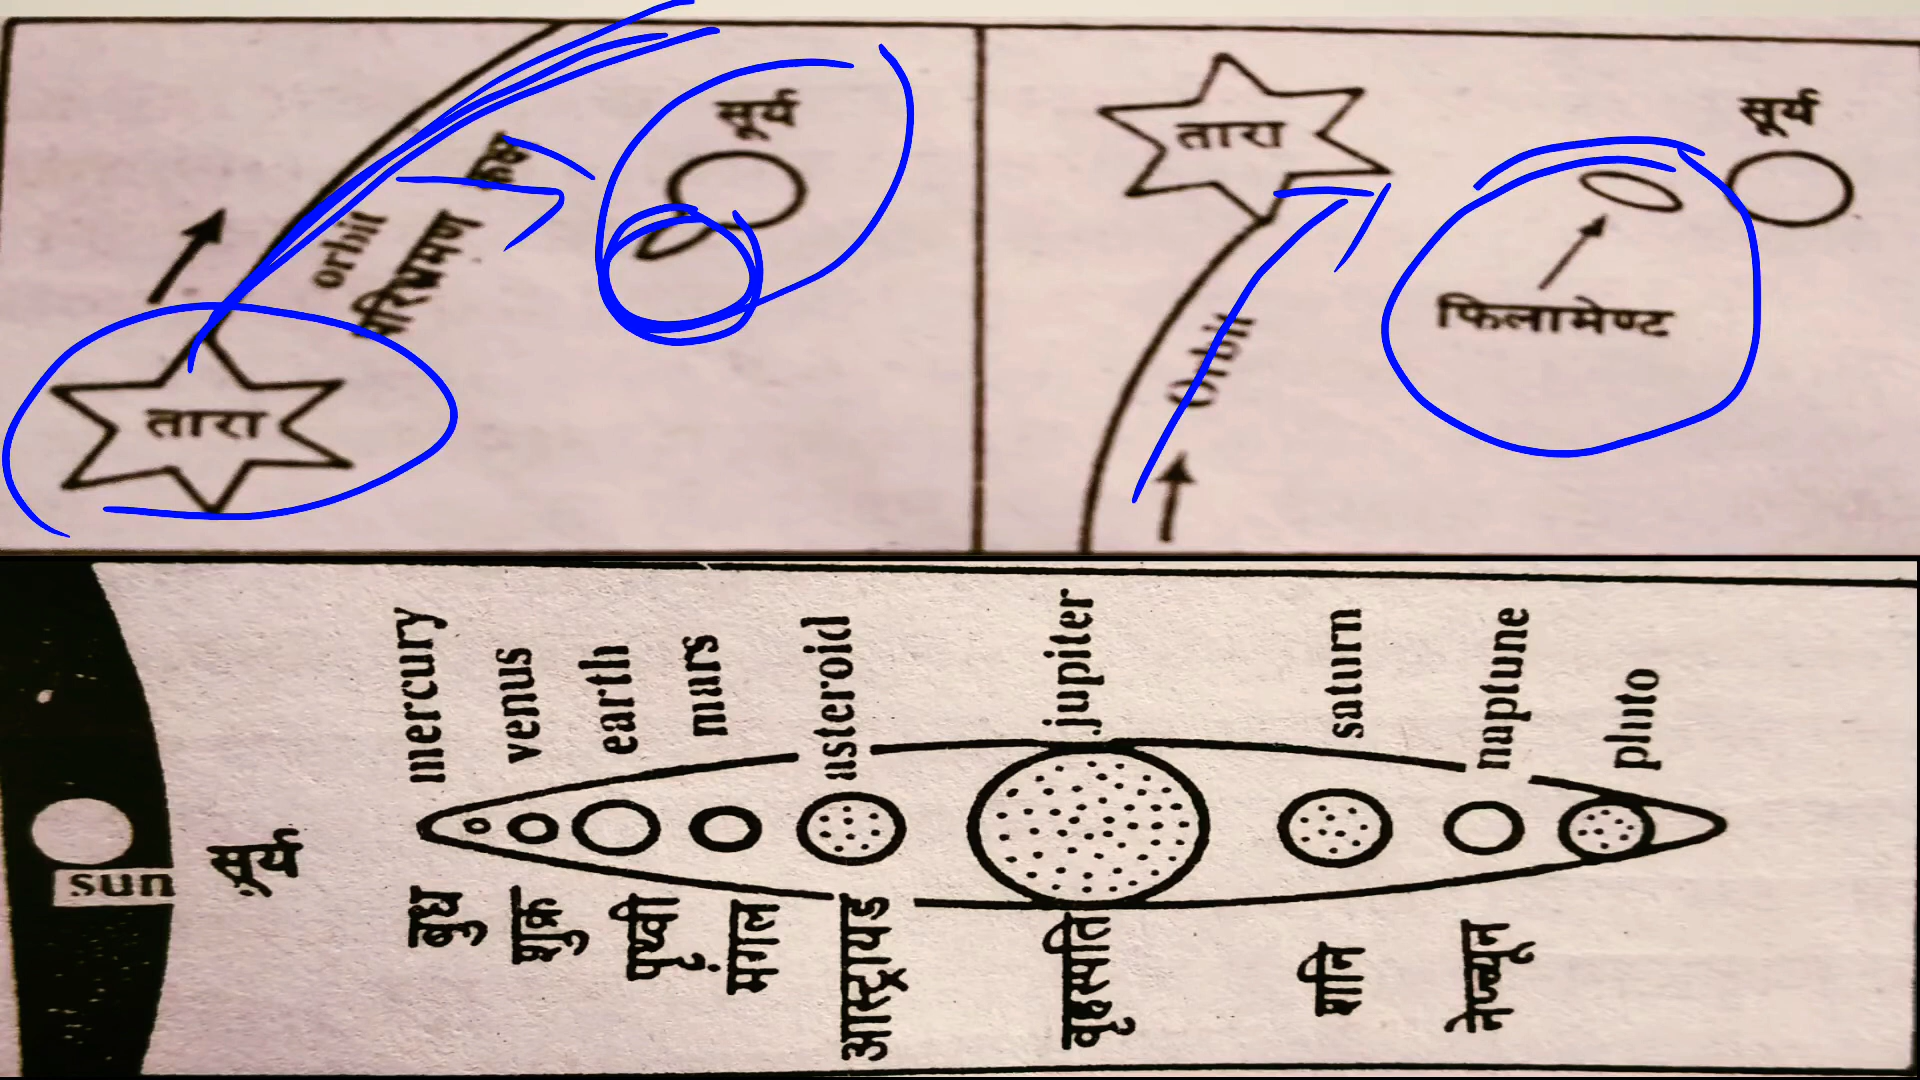 तारा
orbit
परिभ्रमण कक्ष
सूर्य
तारा
Orbit
फिलामेण्ट
सूर्य
sun
सूर्य
mercury
venus
earth
mars
asteroid
jupiter
saturn
naptune
pluto
बुध
शुक्र
पृथ्वी
मंगल
आस्ट्रायड
वृहस्पति
शनि
नेप्च्यून